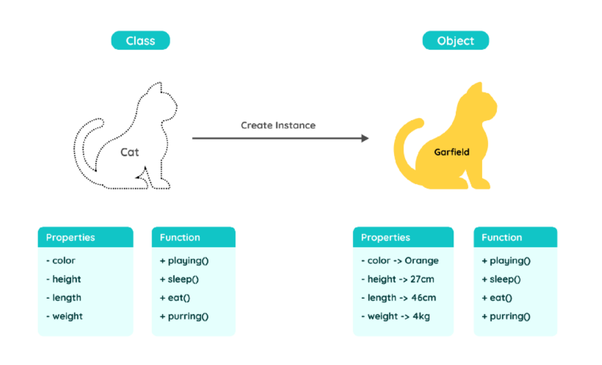 Class
Object
Cat
Create Instance
Garfield
Properties
- color
- height
- length
- weight
Function
+ playing()
+ sleep()
+ eat()
+ purring()
Properties
- color -> Orange
- height -> 27cm
- length -> 46cm
- weight -> 4kg
Function
+ playing()
+ sleep()
+ eat()
+ purring()